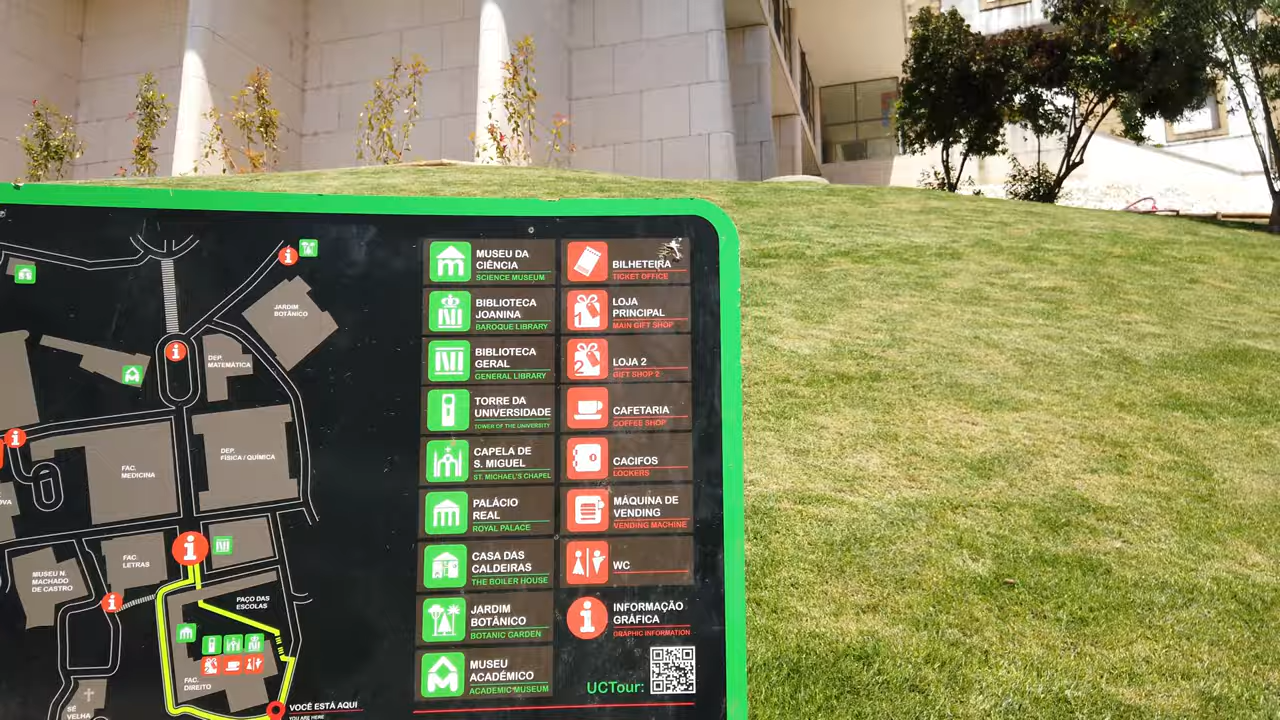 JARDIM
BOTÂNICO
DEP.
MATEMÁTICA
FAC.
MEDICINA
DEP.
FÍSICA / QUÍMICA
MUSEU N.
MACHADO
DE CASTRO
FAC.
LETRAS
PAÇO DAS
ESCOLAS
FAC.
DIREITO
SÉ
VELHA
VOCÊ ESTÁ AQUI
YOU ARE HERE
MUSEU DA
CIÊNCIA
SCIENCE MUSEUM
BIBLIOTECA
JOANINA
BAROQUE LIBRARY
BIBLIOTECA
GERAL
GENERAL LIBRARY
TORRE DA
UNIVERSIDADE
TOWER OF THE UNIVERSITY
CAPELA DE
S. MIGUEL
ST. MICHAEL'S CHAPEL
PALÁCIO
REAL
ROYAL PALACE
CASA DAS
CALDEIRAS
THE BOILER HOUSE
JARDIM
BOTÂNICO
BOTANIC GARDEN
MUSEU
ACADÉMICO
ACADEMIC MUSEUM
BILHETEIRA
TICKET OFFICE
1
LOJA
PRINCIPAL
MAIN GIFT SHOP
2
LOJA 2
GIFT SHOP 2
CAFETARIA
COFFEE SHOP
CACIFOS
LOCKERS
MÁQUINA DE
VENDING
VENDING MACHINE
WC
i
INFORMAÇÃO
GRÁFICA
GRAPHIC INFORMATION
UCTour: